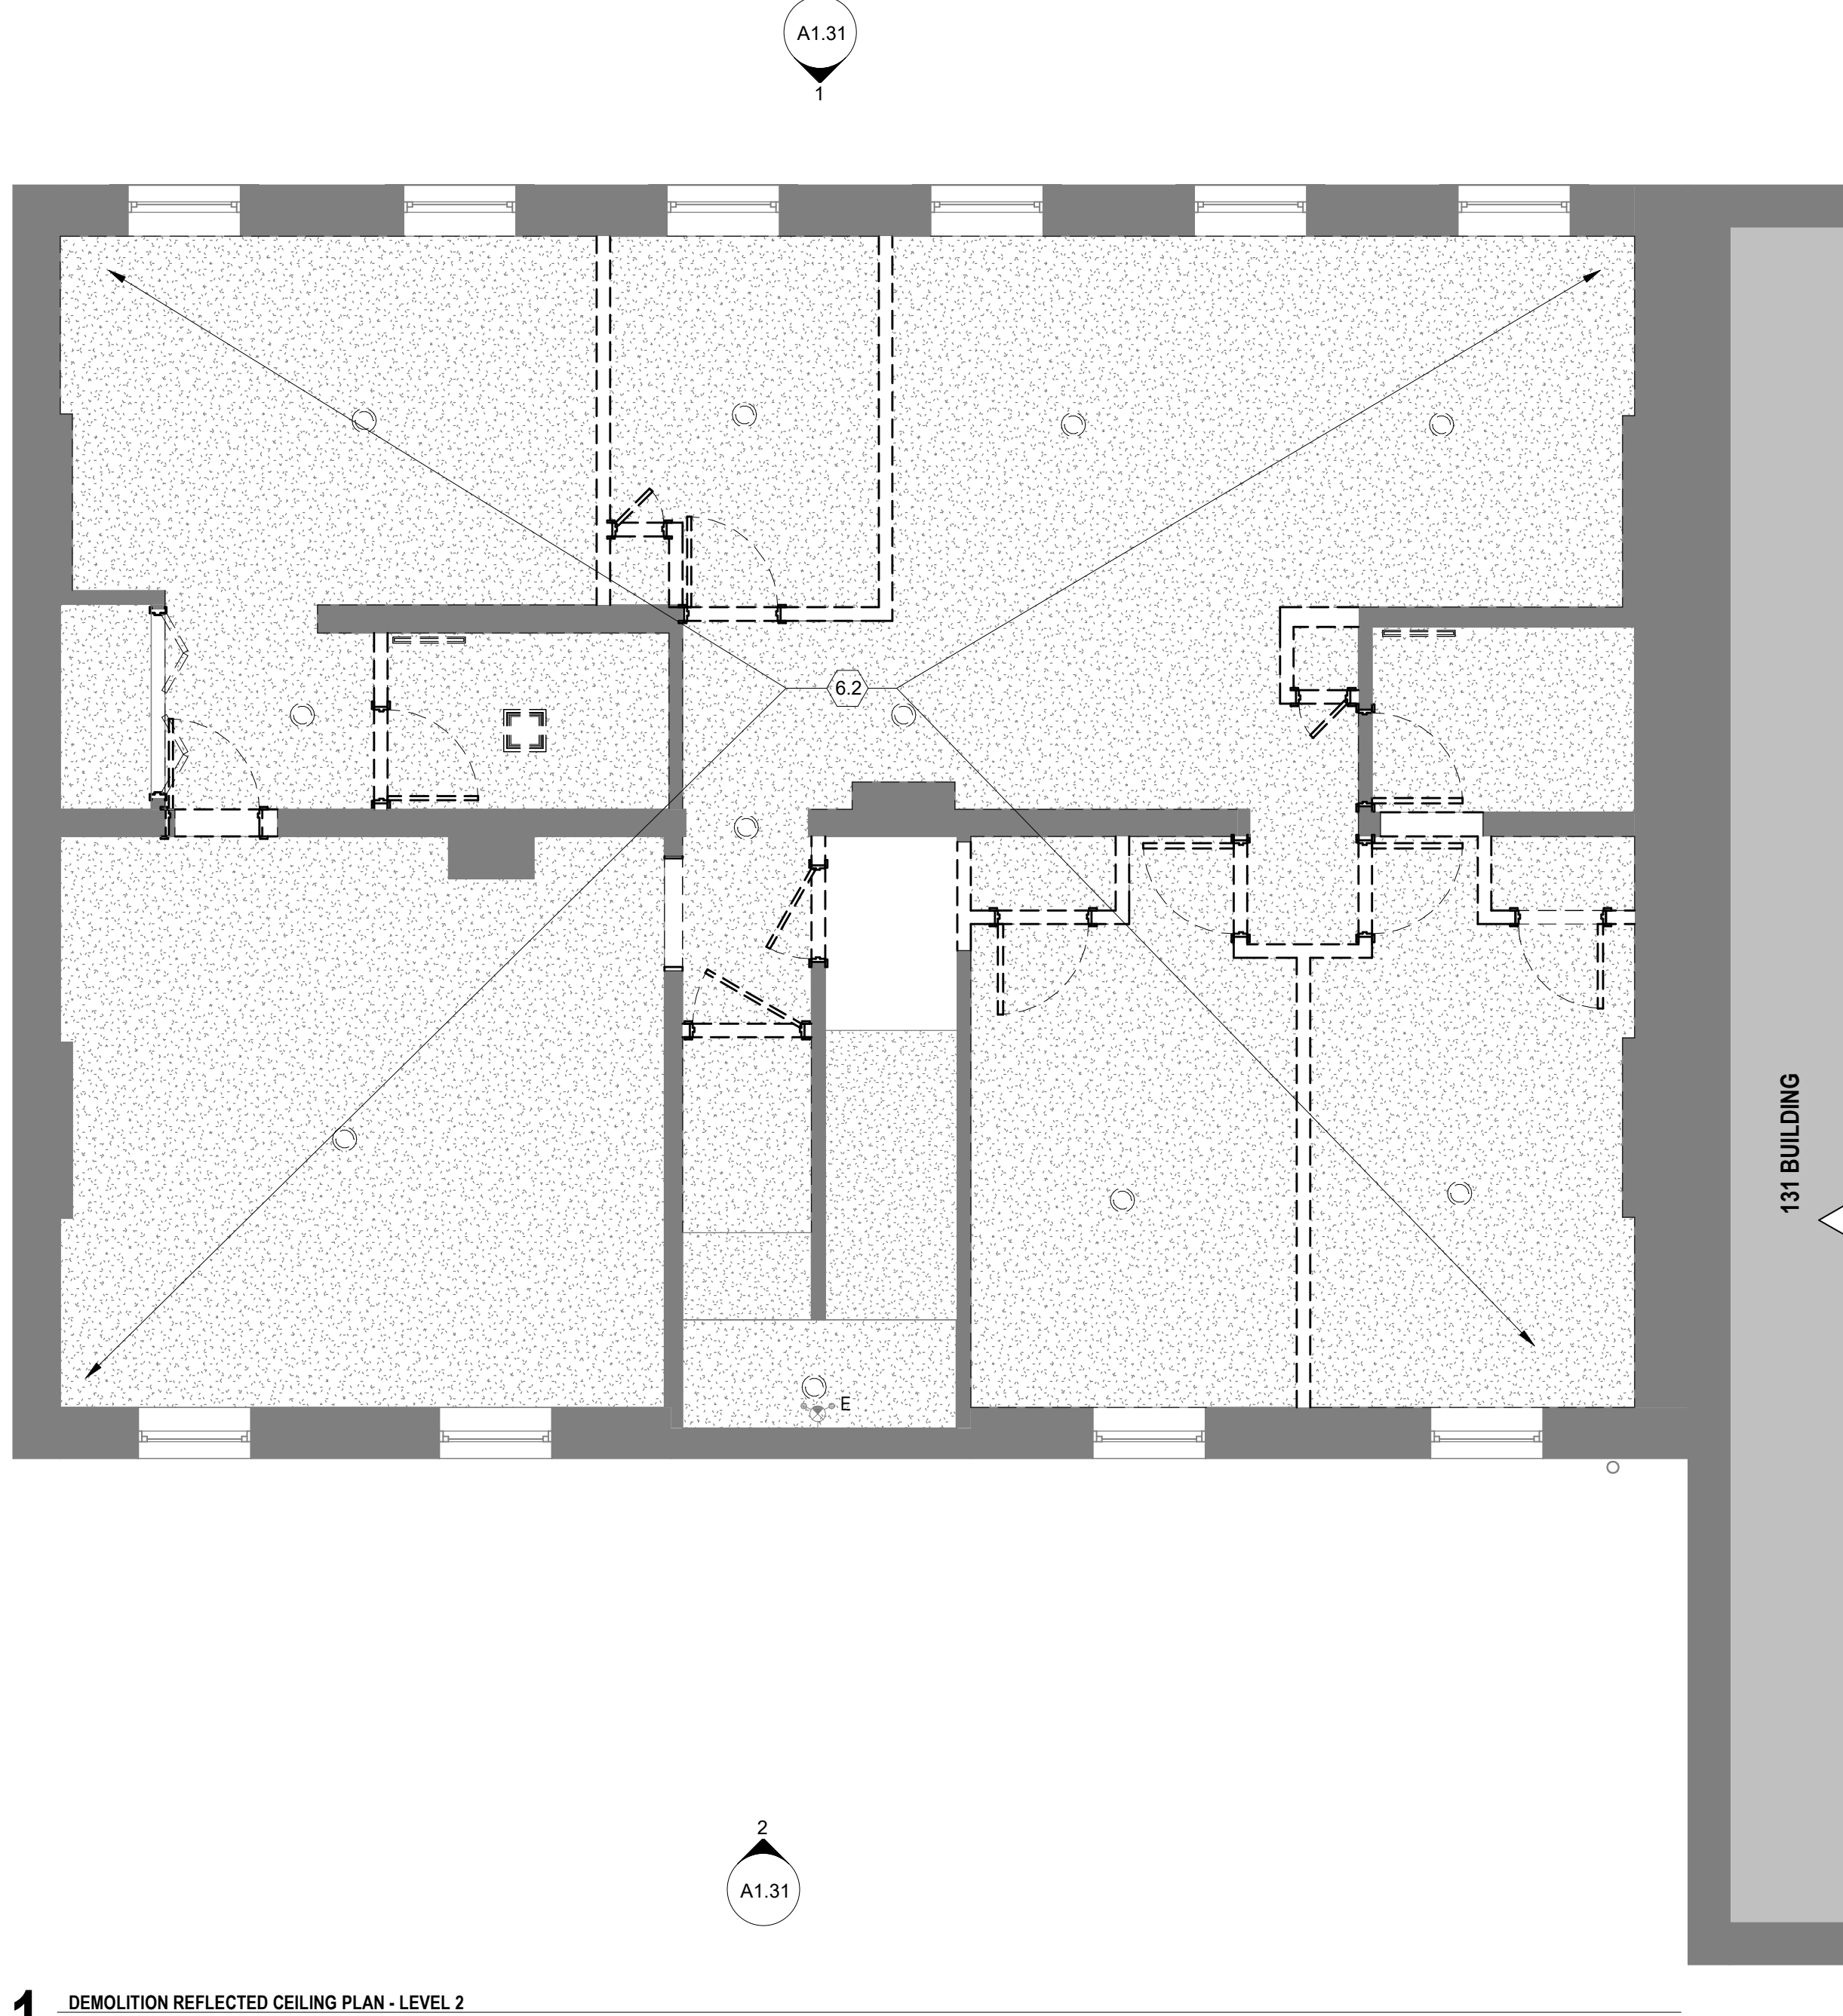 A1.31
1
6.2
131 BUILDING
E
2
A1.31
1 DEMOLITION REFLECTED CEILING PLAN - LEVEL 2